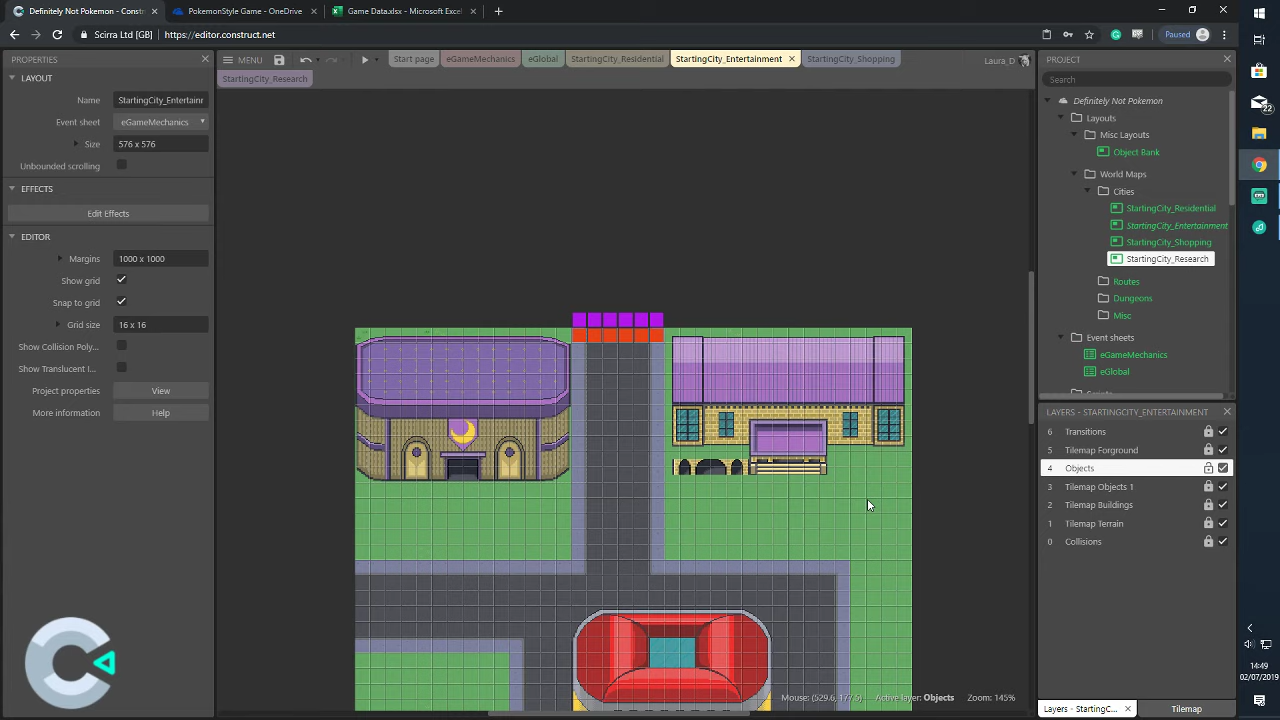 Definitely Not Pokemon - Constr
PokemonStyle Game - OneDrive
Game Data.xlsx - Microsoft Excel
Scirra Ltd [GB] | https://editor.construct.net
Paused
PROPERTIES
MENU
Start page
eGameMechanics
eGlobal
StartingCity_Residential
StartingCity_Entertainment
StartingCity_Shopping
Laura_D
PROJECT
LAYOUT
StartingCity_Research
Search
Name
StartingCity_Entertainr
Event sheet
eGameMechanics
Size
576 x 576
Unbounded scrolling
EFFECTS
Edit Effects
EDITOR
Margins
1000 x 1000
Show grid
Snap to grid
Grid size
16 x 16
Show Collision Poly...
Show Translucent I...
Project properties
View
More information
Help
Definitely Not Pokemon
Layouts
Misc Layouts
Object Bank
World Maps
Cities
StartingCity_Residential
StartingCity_Entertainment
StartingCity_Shopping
StartingCity_Research
Routes
Dungeons
Misc
Event sheets
eGameMechanics
eGlobal
LAYERS - STARTINGCITY_ENTERTAINMENT
6 Transitions
5 Tilemap Forground
4 Objects
3 Tilemap Objects 1
2 Tilemap Buildings
1 Tilemap Terrain
0 Collisions
Mouse: (529.6, 177.5)
Active layer: Objects
Zoom: 145%
Layers - StartingC...
Tilemap
22
14:49
02/07/2019